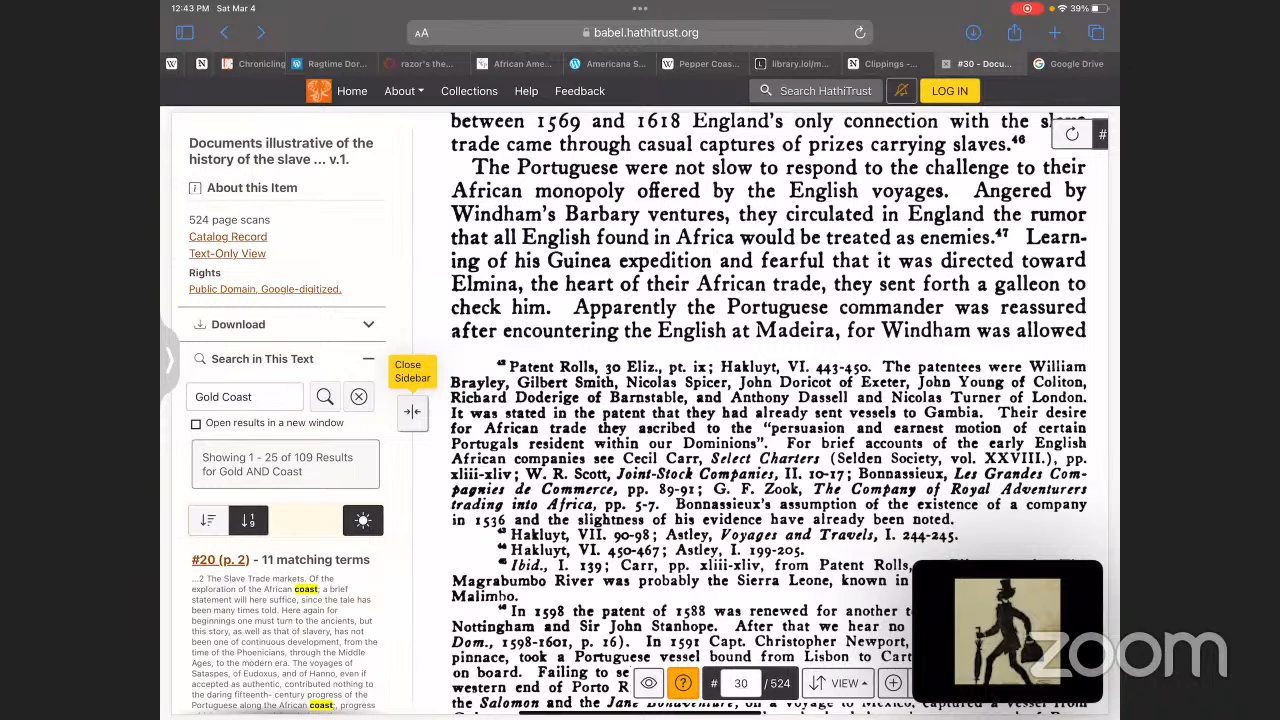 12:43 PM Sat Mar 4
39%
AA
babel.hathitrust.org
Chronicling
Ragtime Dor...
razor's the...
African Ame...
Americana S...
Pepper Coas...
library.lol/m...
Clippings -...
#30 - Docu...
Google Drive
Home About Collections Help Feedback
Search HathiTrust
LOG IN
Documents illustrative of the
history of the slave ... v.1.
About this Item
524 page scans
Catalog Record
Text-Only View
Rights
Public Domain, Google-digitized.
Download
Search in This Text
Close
Sidebar
Gold Coast
Open results in a new window
Showing 1 - 25 of 109 Results
for Gold AND Coast
#20 (p. 2) - 11 matching terms
...2 The Slave Trade markets. Of the
exploration of the African coast; a brief
statement will here suffice, since the tale has
been many times told. Here again for
beginnings one must turn to the ancients, but
this story, as well as that of slavery, has not
been one of continuous development, from the
time of the Phoenicians, through the Middle
Ages, to the modern era. The voyages of
Sataspes, of Eudoxus, and of Hanno, even if
accepted as authentic, contributed nothing to
the daring fifteenth- century progress of the
Portuguese along the African coast; progress
#
between 1569 and 1618 England's only connection with the slave
trade came through casual captures of prizes carrying slaves.⁴⁶
The Portuguese were not slow to respond to the challenge to their
African monopoly offered by the English voyages. Angered by
Windham's Barbary ventures, they circulated in England the rumor
that all English found in Africa would be treated as enemies.⁴⁷ Learn-
ing of his Guinea expedition and fearful that it was directed toward
Elmina, the heart of their African trade, they sent forth a galleon to
check him. Apparently the Portuguese commander was reassured
after encountering the English at Madeira, for Windham was allowed
⁴² Patent Rolls, 30 Eliz., pt. ix; Hakluyt, VI. 443-450. The patentees were William
Brayley, Gilbert Smith, Nicolas Spicer, John Doricot of Exeter, John Young of Coliton,
Richard Doderige of Barnstable, and Anthony Dassell and Nicolas Turner of London.
It was stated in the patent that they had already sent vessels to Gambia. Their desire
for African trade they ascribed to the "persuasion and earnest motion of certain
Portugals resident within our Dominions". For brief accounts of the early English
African companies see Cecil Carr, Select Charters (Selden Society, vol. XXVIII.), pp.
xliii-xliv; W. R. Scott, Joint-Stock Companies, II. 10-17; Bonnassieux, Les Grandes Com-
pagnies de Commerce, pp. 89-91; G. F. Zook, The Company of Royal Adventurers
trading into Africa, pp. 5-7. Bonnassieux's assumption of the existence of a company
in 1536 and the slightness of his evidence have already been noted.
⁴³ Hakluyt, VII. 90-98; Astley, Voyages and Travels, I. 244-245.
⁴⁴ Hakluyt, VI. 450-467; Astley, I. 199-205.
⁴⁵ Ibid., I. 139; Carr, pp. xliii-xliv, from Patent Rolls,
Magrabumbo River was probably the Sierra Leone, known in
Malimbo.
⁴⁶ In 1598 the patent of 1588 was renewed for another
Nottingham and Sir John Stanhope. After that we hear no
Dom., 1598-1601, p. 16). In 1591 Capt. Christopher Newport,
pinnace, took a Portuguese vessel bound from Lisbon to
on board. Failing to
western end of Porto
the Salomon and the Jane Bonaventure, on a voyage to Mexico, captured a vessel from
# 30 / 524
VIEW
zoom